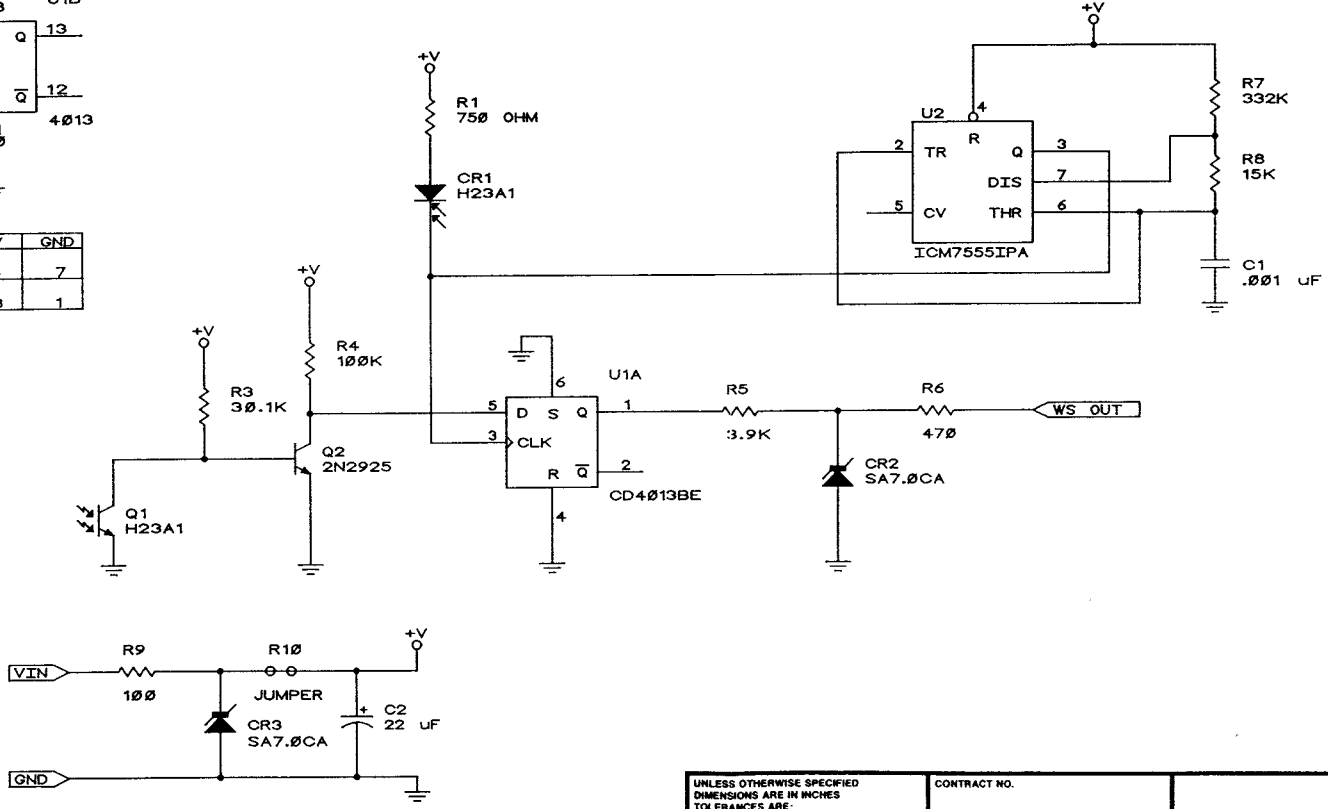 Q 13
Q 12
4Ø13
GND
7
1
+V
R1
75Ø OHM
CR1
H23A1
+V
R7
332K
R8
15K
C1
.ØØ1 uF
U2
4
R
2 TR Q 3
DIS 7
5 CV THR 6
ICM7555IPA
+V
R4
1ØØK
+V
R3
3Ø.1K
Q2
2N2925
Q1
H23A1
6
U1A
5 D S Q 1
3 CLK
R Q 2
CD4Ø13BE
4
R5
3.9K
R6
47Ø
WS OUT
CR2
SA7.ØCA
VIN
R9
1ØØ
R1Ø
JUMPER
+V
CR3
SA7.ØCA
+
C2
22 uF
GND
UNLESS OTHERWISE SPECIFIED
DIMENSIONS ARE IN INCHES
TOLERANCES ARE:
CONTRACT NO.